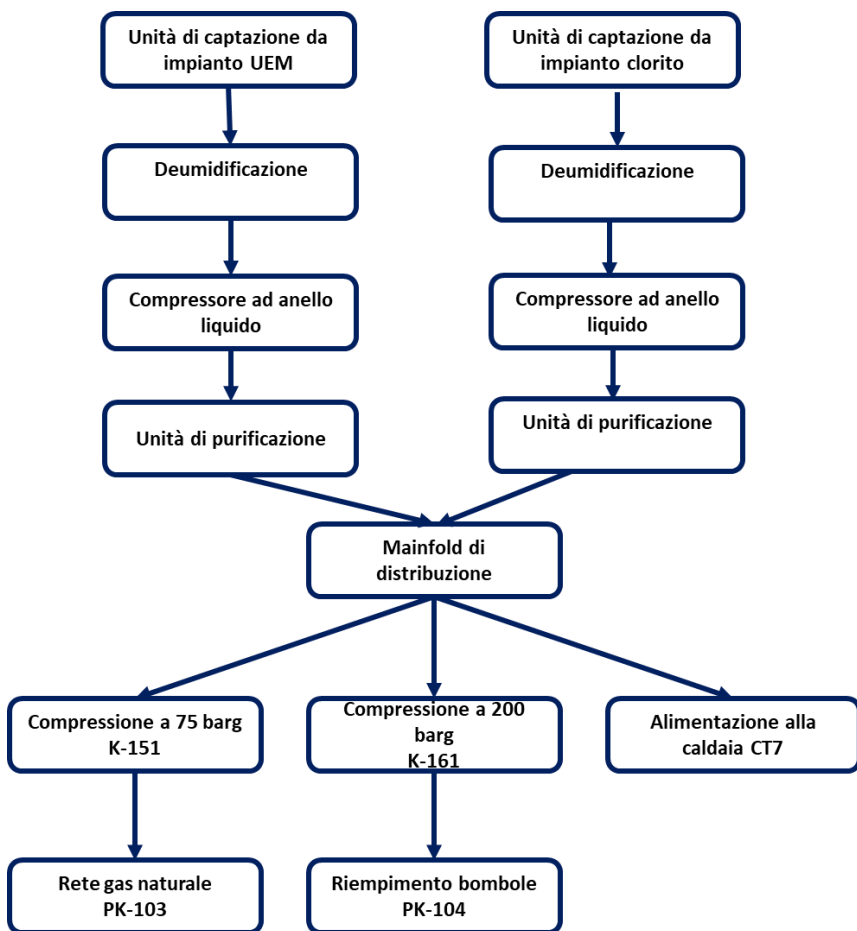 Unità di captazione da
impianto UEM
Unità di captazione da
impianto clorito
Deumidificazione
Deumidificazione
Compressore ad anello
liquido
Compressore ad anello
liquido
Unità di purificazione
Unità di purificazione
Mainfold di
distribuzione
Compressione a 75 barg
K-151
Compressione a 200
barg
K-161
Alimentazione alla
caldaia CT7
Rete gas naturale
PK-103
Riempimento bombole
PK-104